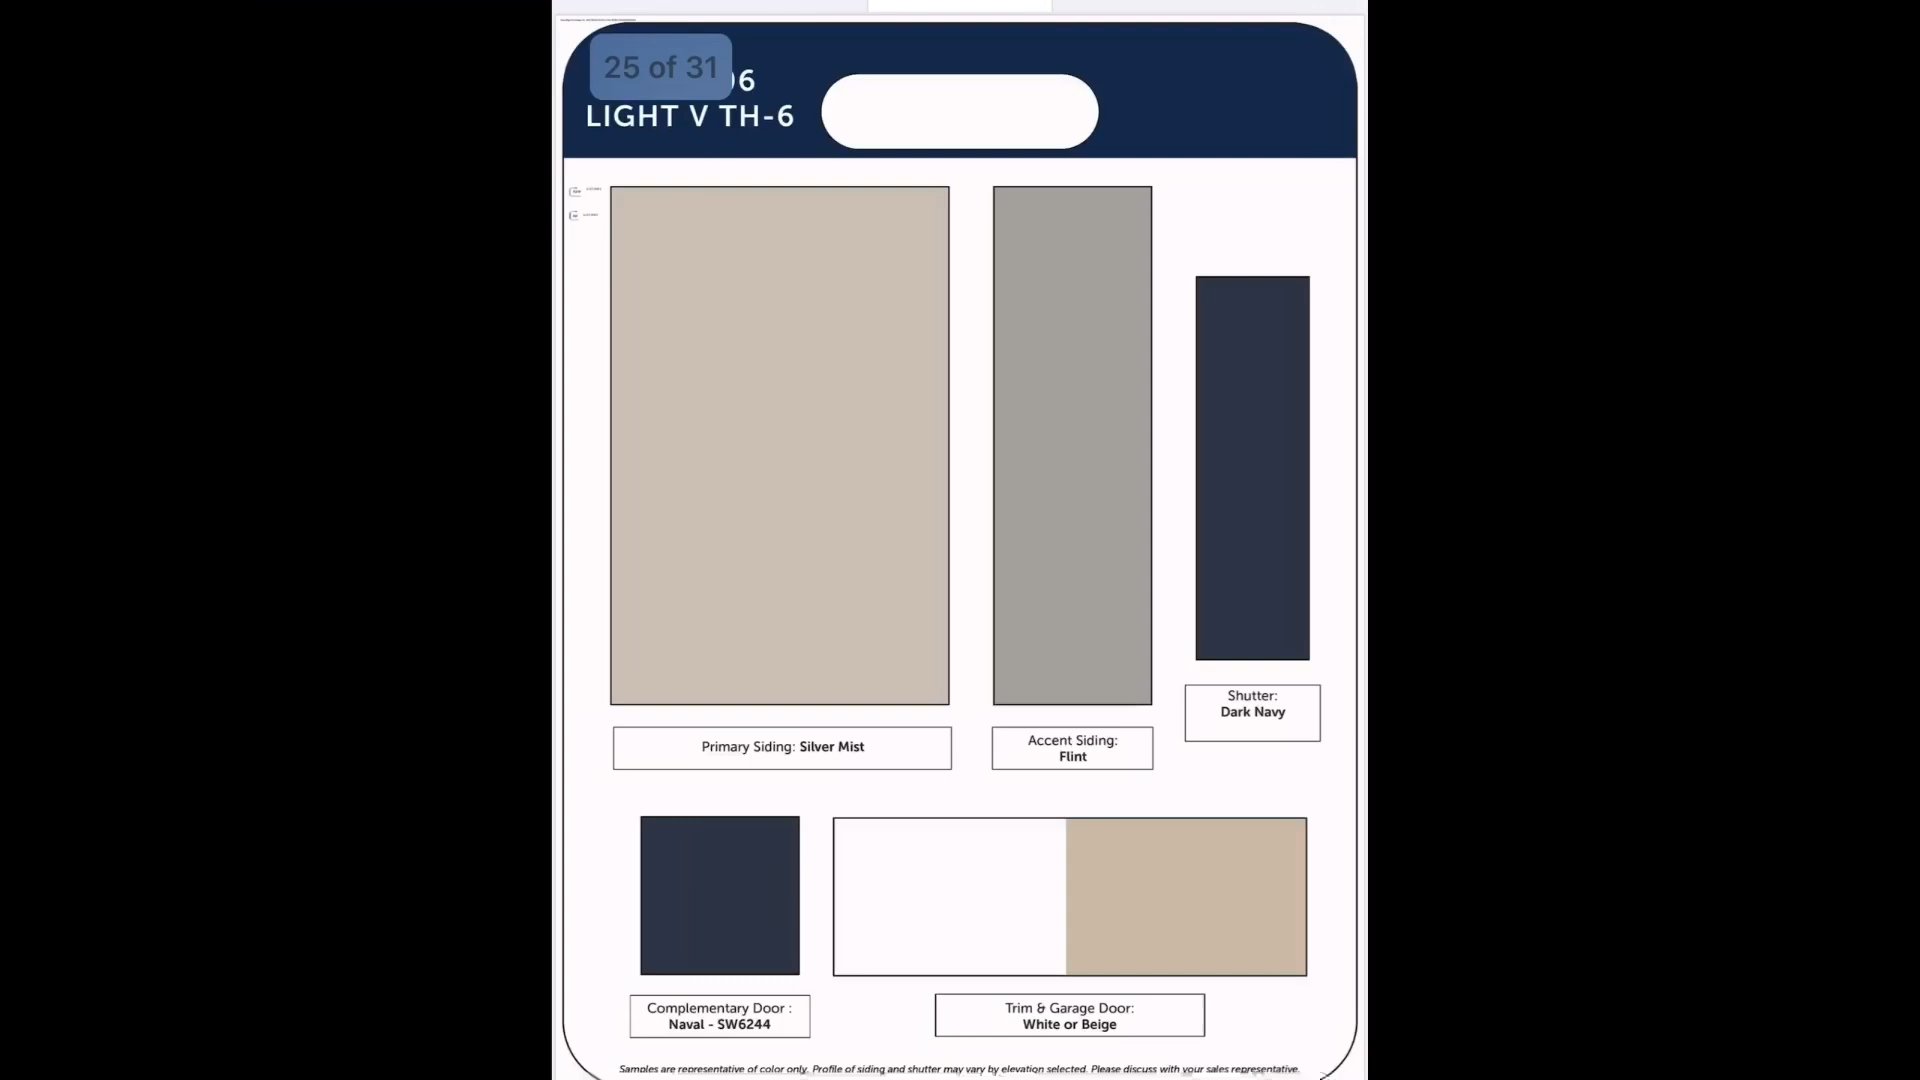 25 of 31
06
LIGHT V TH-6
Primary Siding: Silver Mist
Accent Siding:
Flint
Shutter:
Dark Navy
Complementary Door :
Naval - SW6244
Trim & Garage Door:
White or Beige
Samples are representative of color only. Profile of siding and shutter may vary by elevation selected. Please discuss with your sales representative.